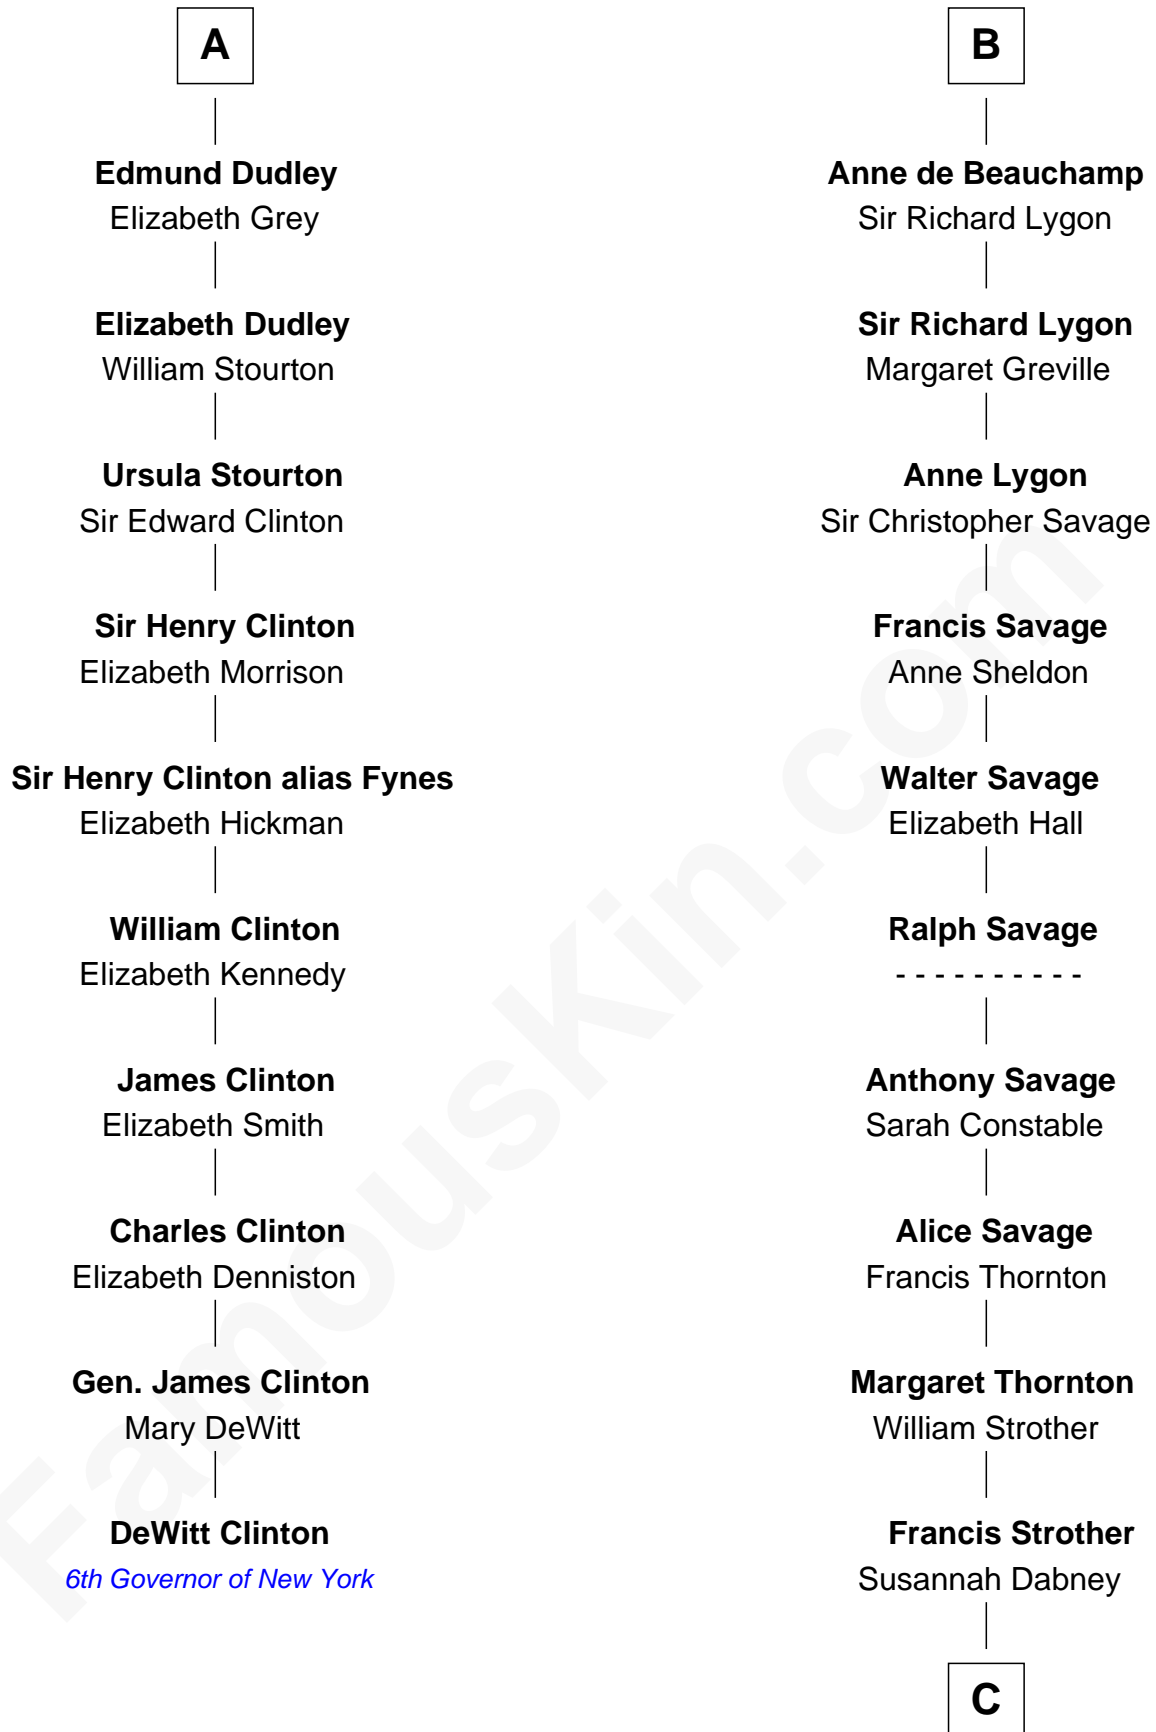 A
Edmund Dudley
Elizabeth Grey
Elizabeth Dudley
William Stourton
Ursula Stourton
Sir Edward Clinton
Sir Henry Clinton
Elizabeth Morrison
Sir Henry Clinton alias Fynes
Elizabeth Hickman
William Clinton
Elizabeth Kennedy
James Clinton
Elizabeth Smith
Charles Clinton
Elizabeth Denniston
Gen. James Clinton
Mary DeWitt
DeWitt Clinton
6th Governor of New York
B
Anne de Beauchamp
Sir Richard Lygon
Sir Richard Lygon
Margaret Greville
Anne Lygon
Sir Christopher Savage
Francis Savage
Anne Sheldon
Walter Savage
Elizabeth Hall
Ralph Savage
- - - - - - - - - -
Anthony Savage
Sarah Constable
Alice Savage
Francis Thornton
Margaret Thornton
William Strother
Francis Strother
Susannah Dabney
C
FamousKin.com